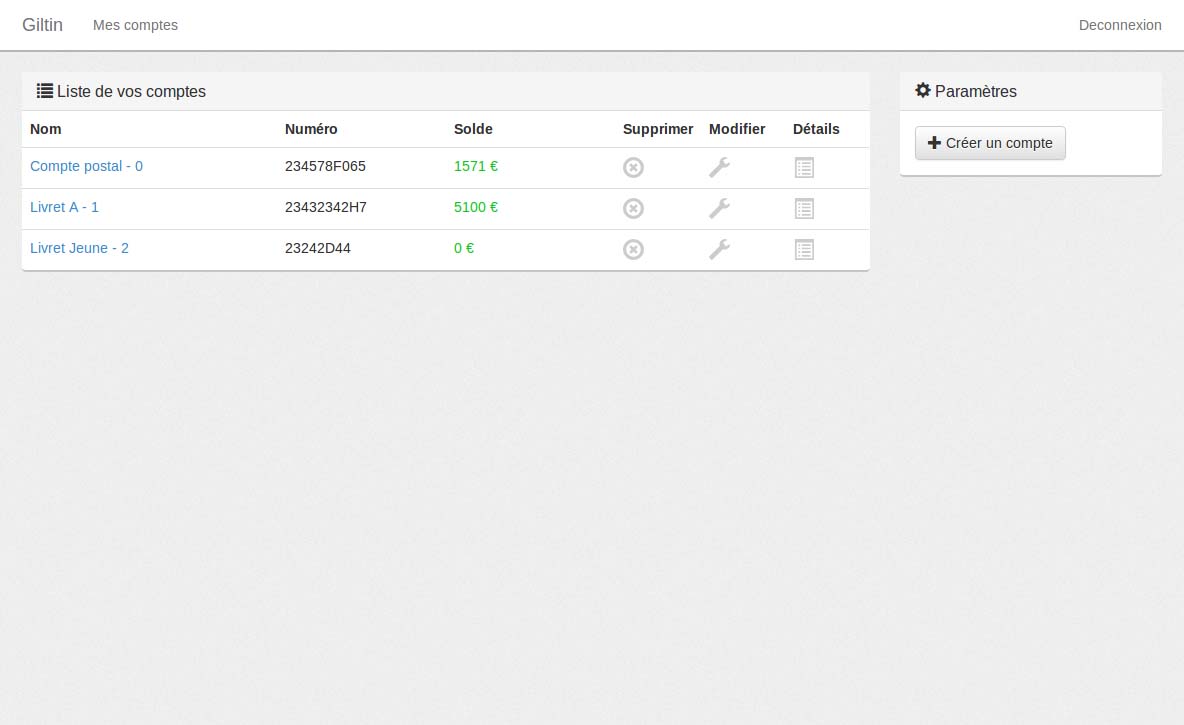 Giltin Mes comptes Deconnexion
Liste de vos comptes
Nom Numéro Solde Supprimer Modifier Détails
Compte postal - 0 234578F065 1571 €
Livret A - 1 23432342H7 5100 €
Livret Jeune - 2 23242D44 0 €
Paramètres
Créer un compte